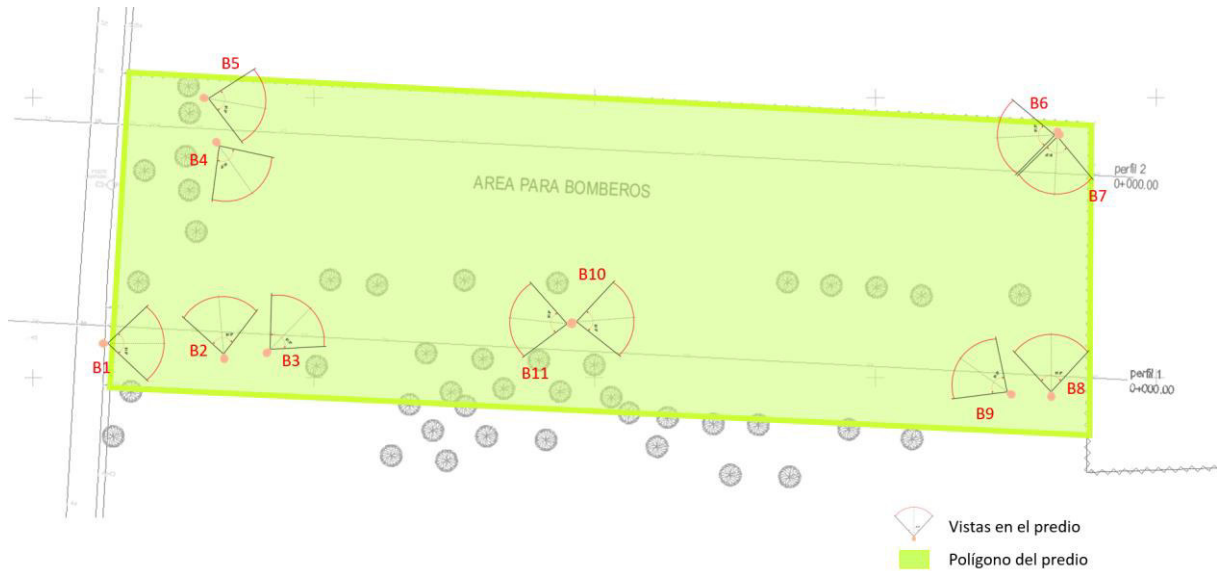 B5
B6
B4
perfil 2
0+000.00
AREA PARA BOMBEROS
B7
B10
B2
B3
B1
B11
perfil:1
0+000.00
B8
B9
Vistas en el predio
Polígono del predio